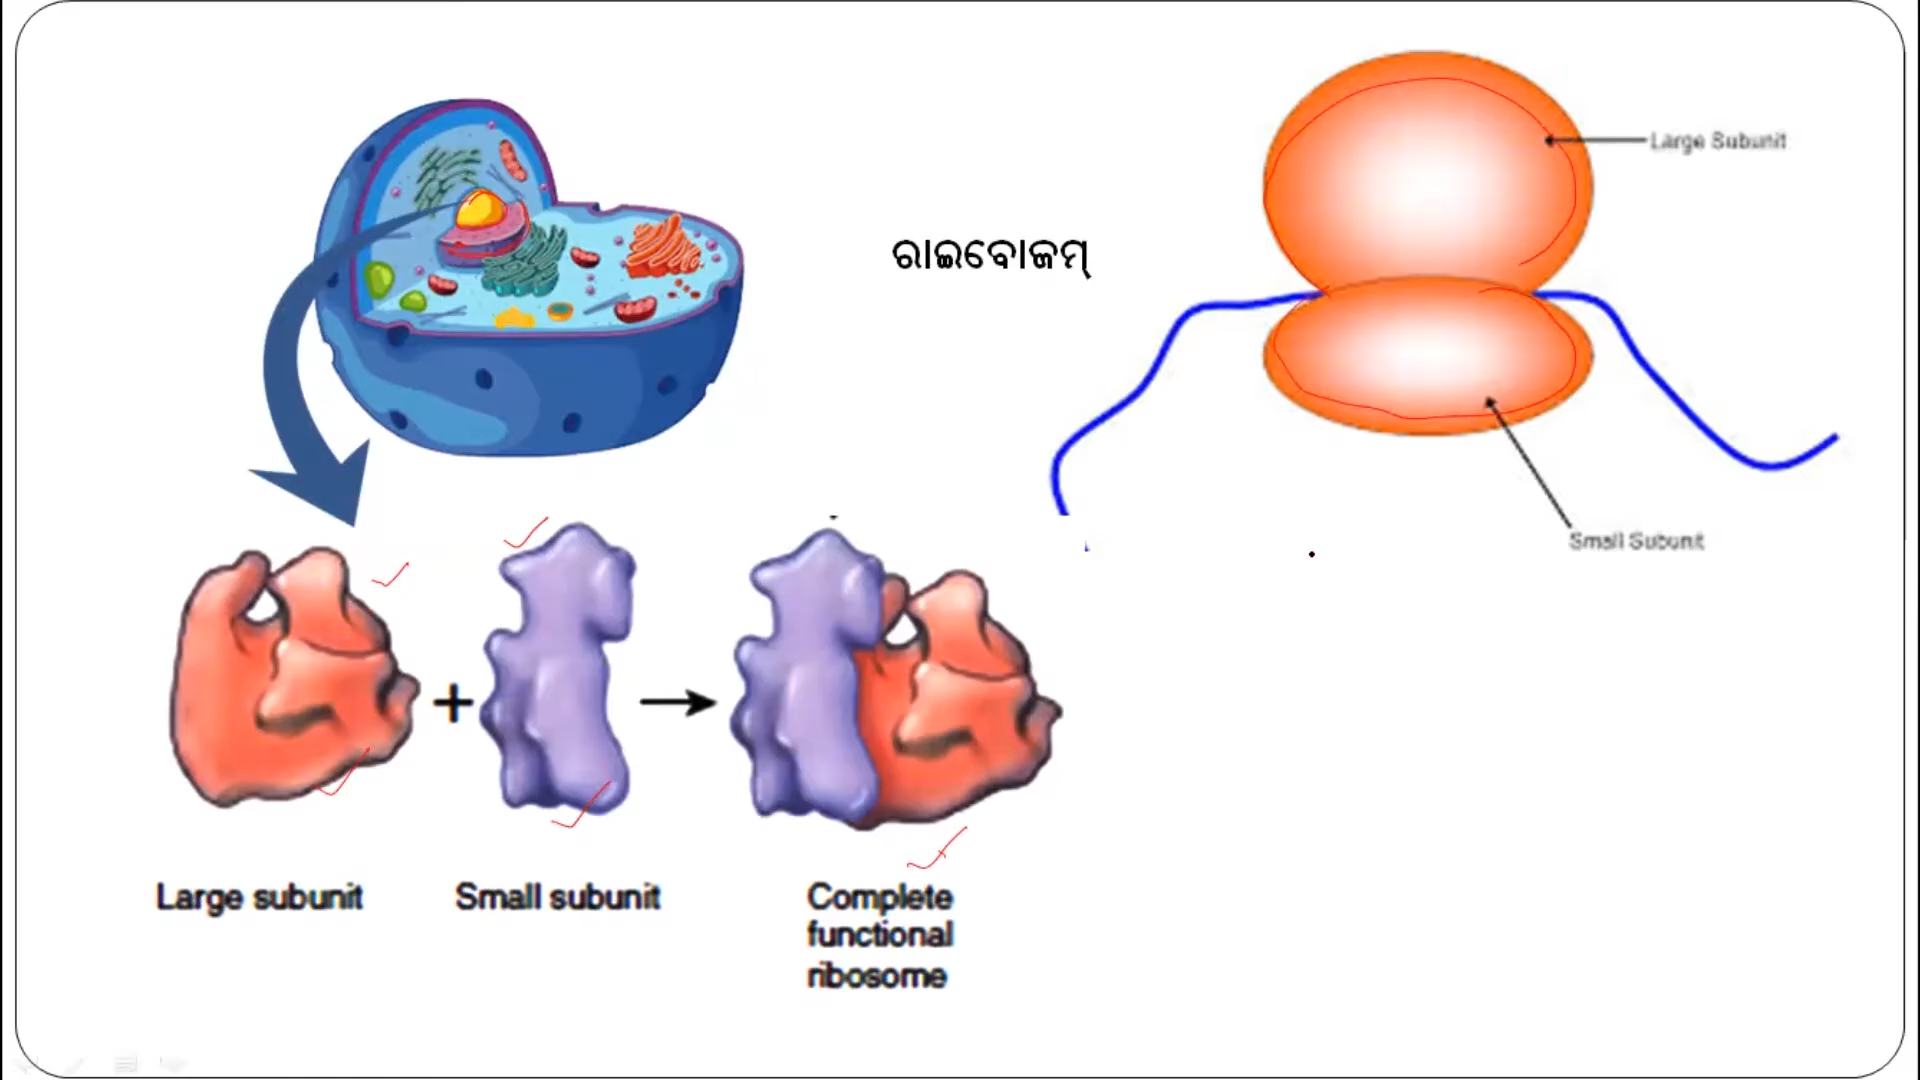 Large Subunit
ରାଇବୋଜମ୍
Small Subunit
Large subunit
Small subunit
Complete
functional
ribosome